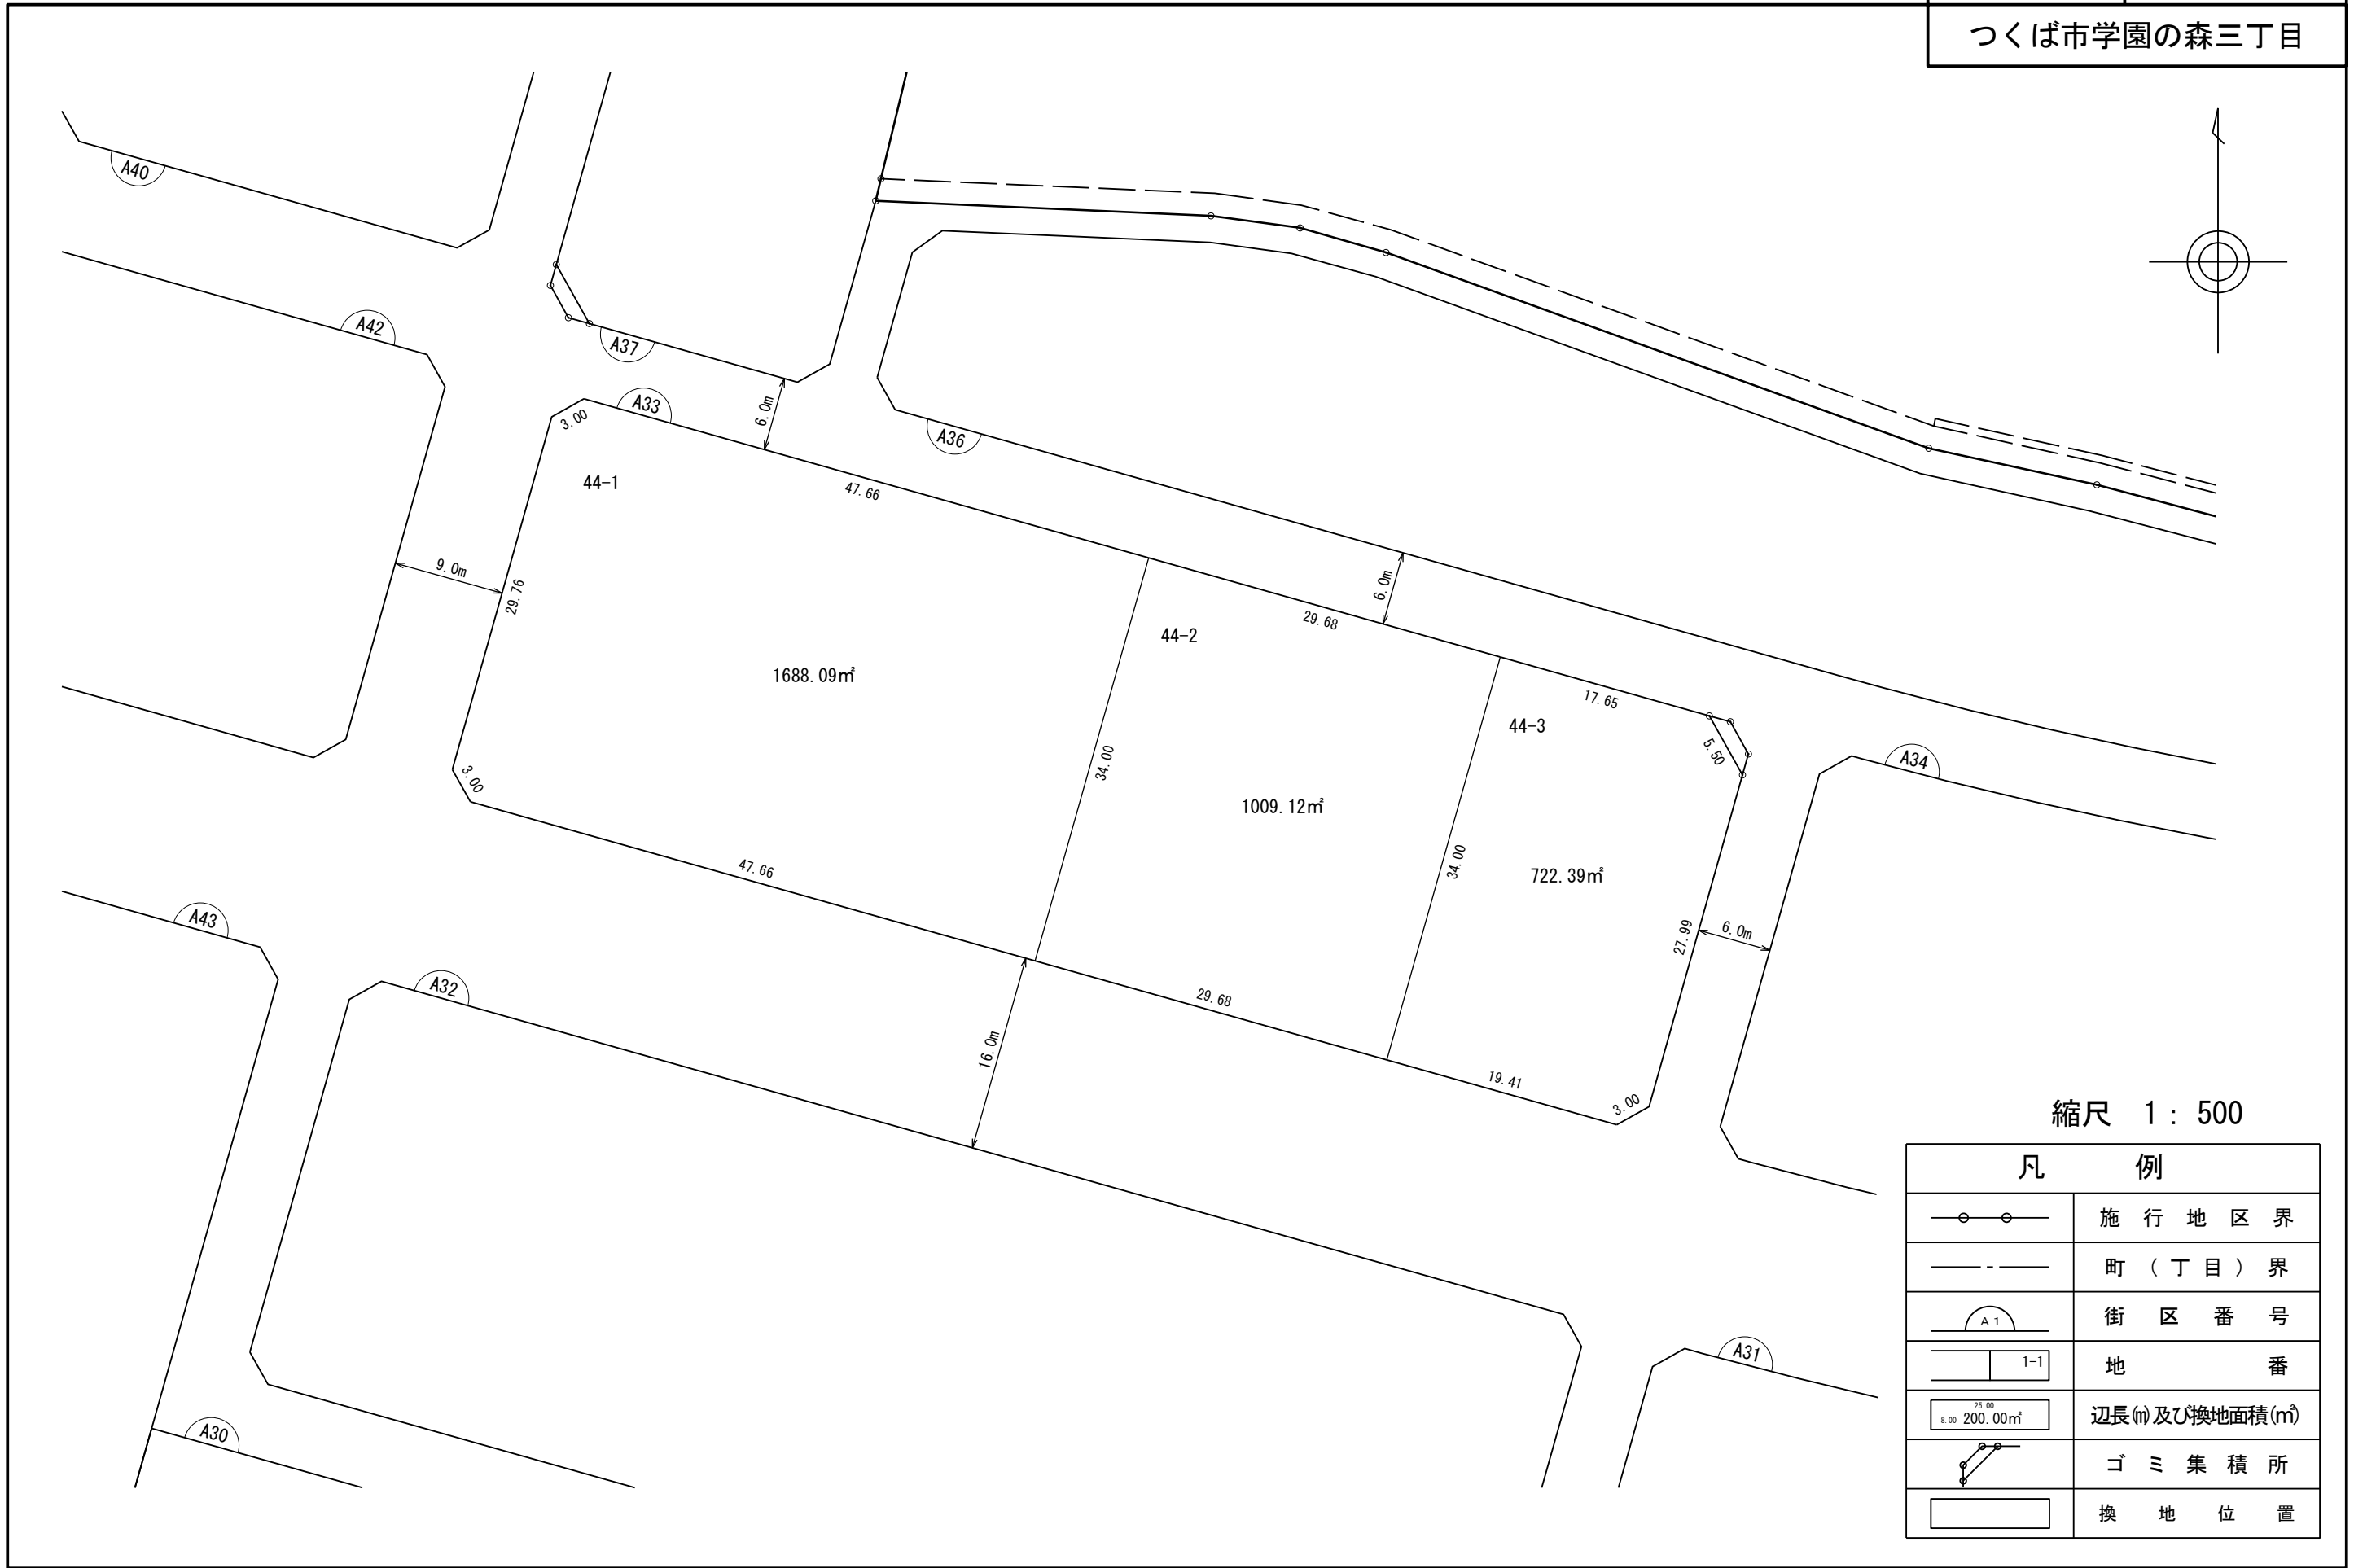 つくば市学園の森三丁目
A40
A42
A37
A33
3.00
6.0m
A36
44-1
47.66
9.0m
29.76
6.0m
29.68
44-2
1688.09㎡
17.65
44-3
5.50
A34
34.00
3.00
1009.12㎡
34.00
722.39㎡
47.66
A43
27.99
6.0m
A32
29.68
16.0m
19.41
3.00
A31
A30
縮尺 1：500
凡 例
施行地区界
町（丁目）界
A1 街区番号
1-1 地番
25.00
8.00 200.00㎡ 辺長(m)及び換地面積(㎡)
ゴミ集積所
換地位置